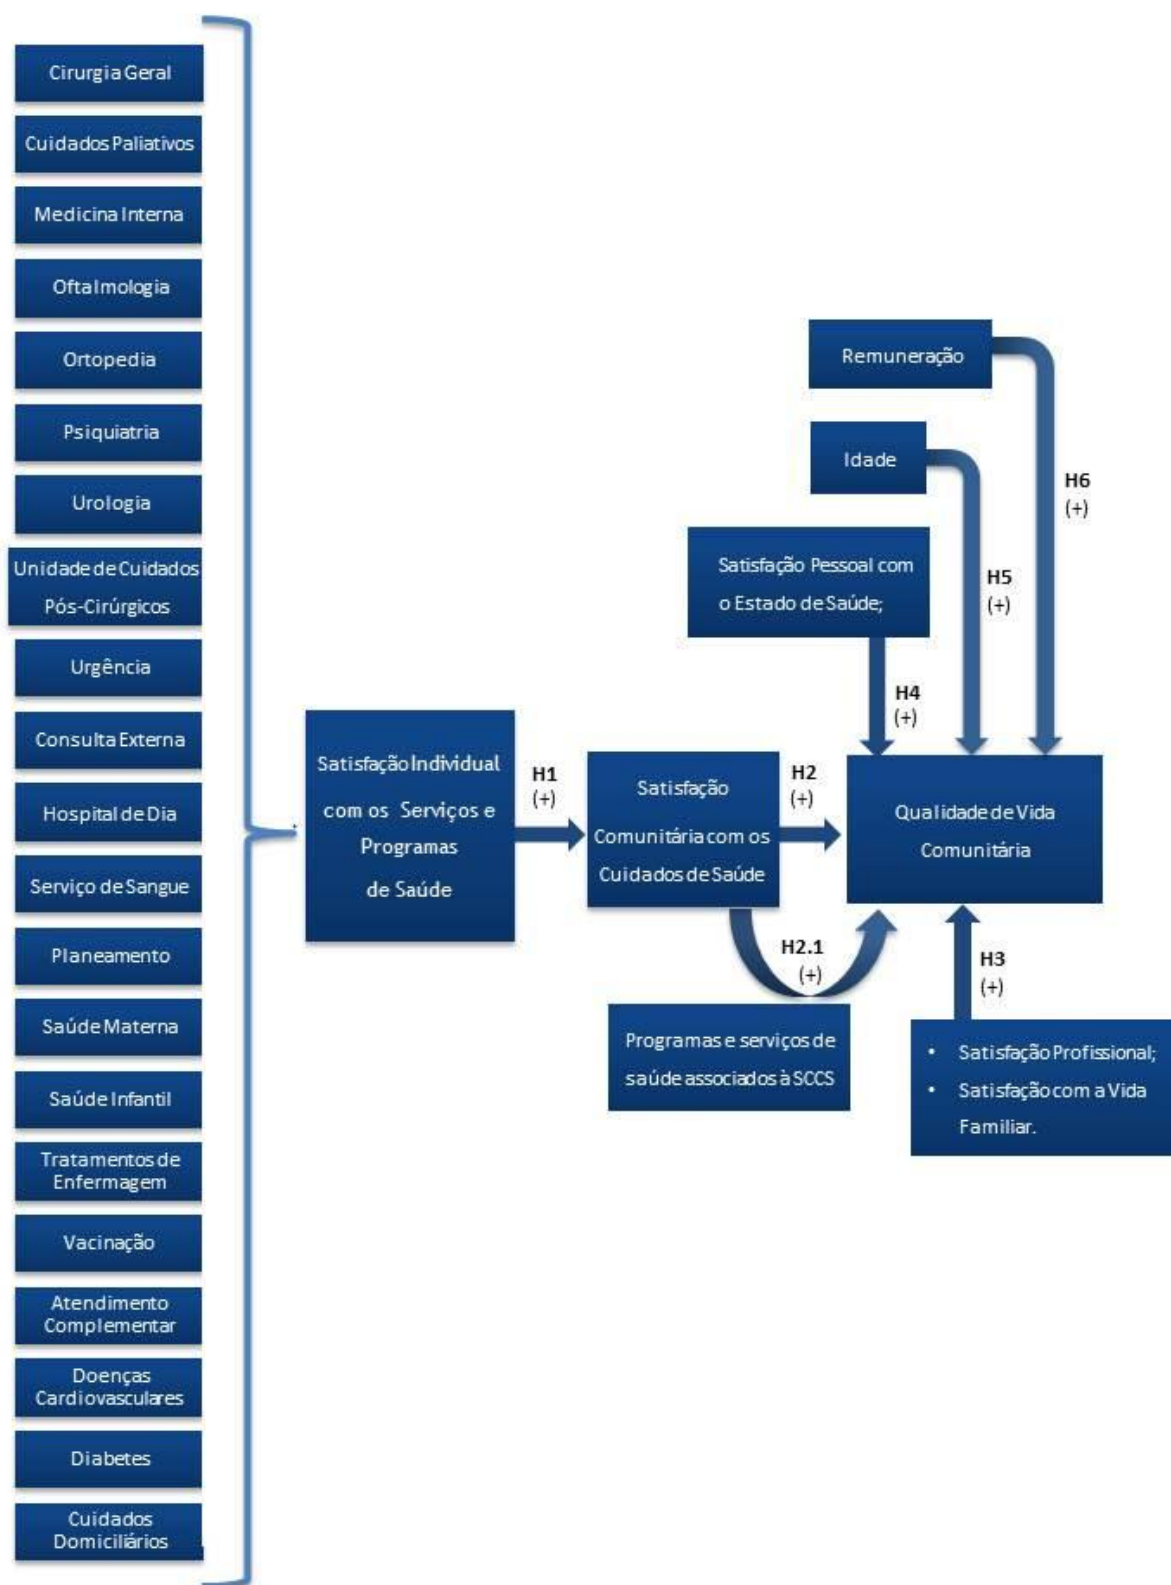 Cirurgia Geral
Cuidados Paliativos
Medicina Interna
Oftalmologia
Ortopedia
Psiquiatria
Urologia
Unidade de Cuidados
Pós-Cirúrgicos
Urgência
Consulta Externa
Hospital de Dia
Serviço de Sangue
Planeamento
Saúde Materna
Saúde Infantil
Tratamentos de
Enfermagem
Vacinação
Atendimento
Complementar
Doenças
Cardiovasculares
Diabetes
Cuidados
Domiciliários
Satisfação Individual
com os Serviços e
Programas
de Saúde
H1
(+)
Satisfação
Comunitária com os
Cuidados de Saúde
H2
(+)
H2.1
(+)
Programas e serviços de
saúde associados à SCCS
Remuneração
H6
(+)
Idade
H5
(+)
Satisfação Pessoal com
o Estado de Saúde;
H4
(+)
Qualidade de Vida
Comunitária
H3
(+)
• Satisfação Profissional;
• Satisfação com a Vida
Familiar.